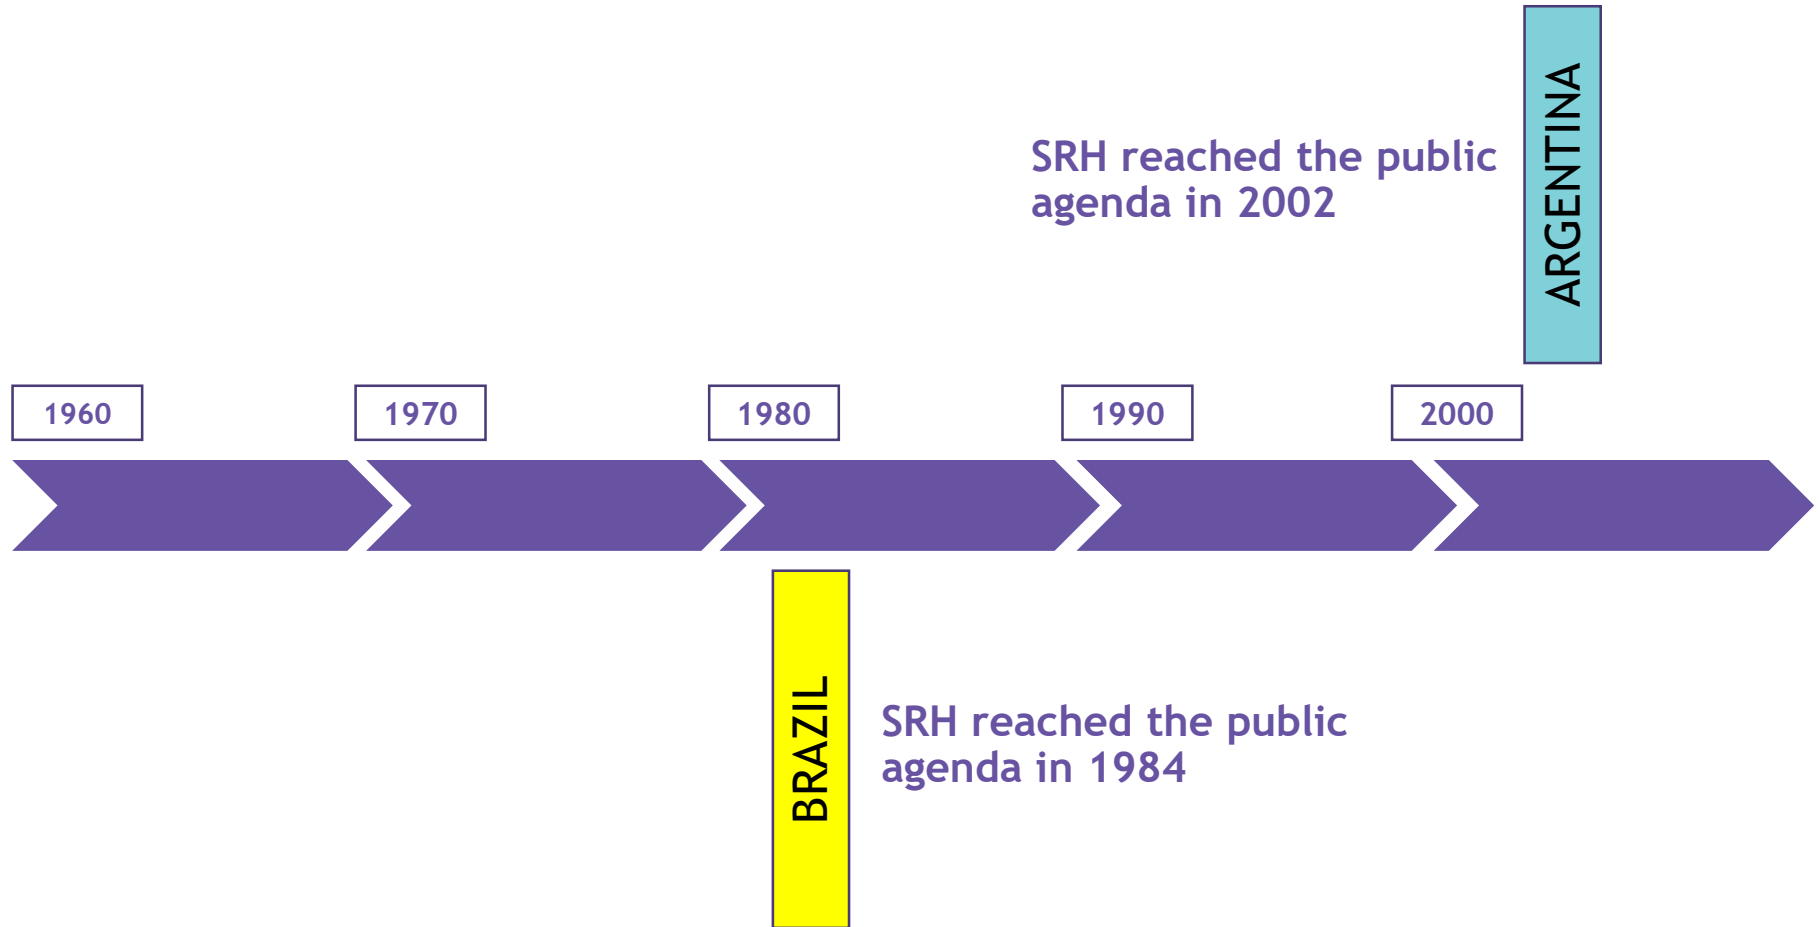 ARGENTINA
SRH reached the public
agenda in 2002
1960
1970
1980
1990
2000
BRAZIL
SRH reached the public
agenda in 1984